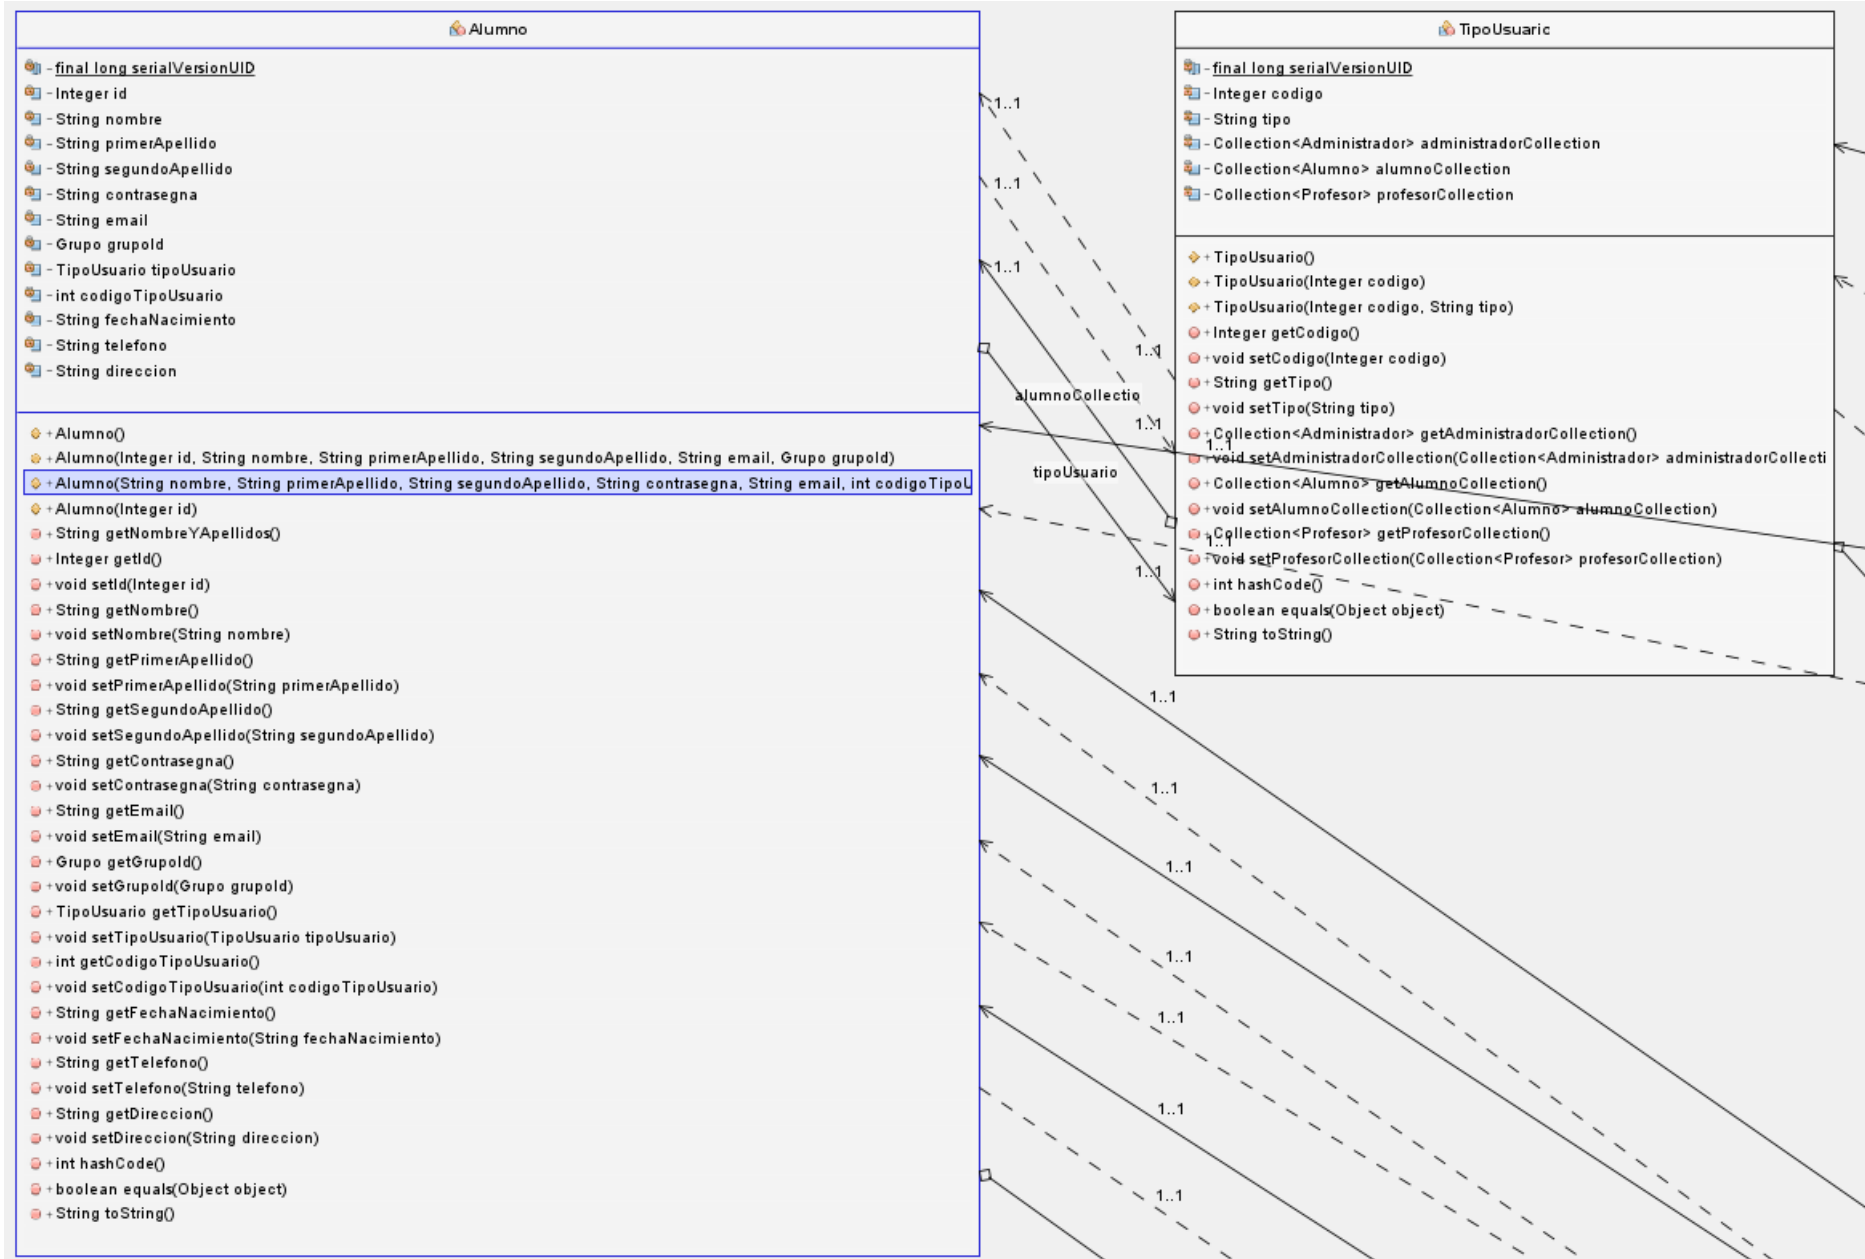 Alumno
- final long serialVersionUID
- Integer id
- String nombre
- String primerApellido
- String segundoApellido
- String contrasegna
- String email
- Grupo grupoId
- TipoUsuario tipoUsuario
- int codigoTipoUsuario
- String fechaNacimiento
- String telefono
- String direccion
+ Alumno()
+ Alumno(Integer id, String nombre, String primerApellido, String segundoApellido, String email, Grupo grupoId)
+ Alumno(String nombre, String primerApellido, String segundoApellido, String contrasegna, String email, int codigoTipoU
+ Alumno(Integer id)
+ String getNombreYApellidos()
+ Integer getId()
+ void setId(Integer id)
+ String getNombre()
+ void setNombre(String nombre)
+ String getPrimerApellido()
+ void setPrimerApellido(String primerApellido)
+ String getSegundoApellido()
+ void setSegundoApellido(String segundoApellido)
+ String getContrasegna()
+ void setContrasegna(String contrasegna)
+ String getEmail()
+ void setEmail(String email)
+ Grupo getGrupoId()
+ void setGrupoId(Grupo grupoId)
+ TipoUsuario getTipoUsuario()
+ void setTipoUsuario(TipoUsuario tipoUsuario)
+ int getCodigoTipoUsuario()
+ void setCodigoTipoUsuario(int codigoTipoUsuario)
+ String getFechaNacimiento()
+ void setFechaNacimiento(String fechaNacimiento)
+ String getTelefono()
+ void setTelefono(String telefono)
+ String getDireccion()
+ void setDireccion(String direccion)
+ int hashCode()
+ boolean equals(Object object)
+ String toString()
1..1
1..1
1..1
1..1
alumnoCollectio
1..1
tipoUsuario
1..1
1..1
1..1
1..1
1..1
1..1
1..1
1..1
TipoUsuaric
- final long serialVersionUID
- Integer codigo
- String tipo
- Collection<Administrador> administradorCollection
- Collection<Alumno> alumnoCollection
- Collection<Profesor> profesorCollection
+ TipoUsuario()
+ TipoUsuario(Integer codigo)
+ TipoUsuario(Integer codigo, String tipo)
+ Integer getCodigo()
+ void setCodigo(Integer codigo)
+ String getTipo()
+ void setTipo(String tipo)
+ Collection<Administrador> getAdministradorCollection()
1..1
+ void setAdministradorCollection(Collection<Administrador> administradorCollecti
+ Collection<Alumno> getAlumnoCollection()
+ void setAlumnoCollection(Collection<Alumno> alumnoCollection)
+ Collection<Profesor> getProfesorCollection()
1..1
+ void setProfesorCollection(Collection<Profesor> profesorCollection)
+ int hashCode()
+ boolean equals(Object object)
+ String toString()